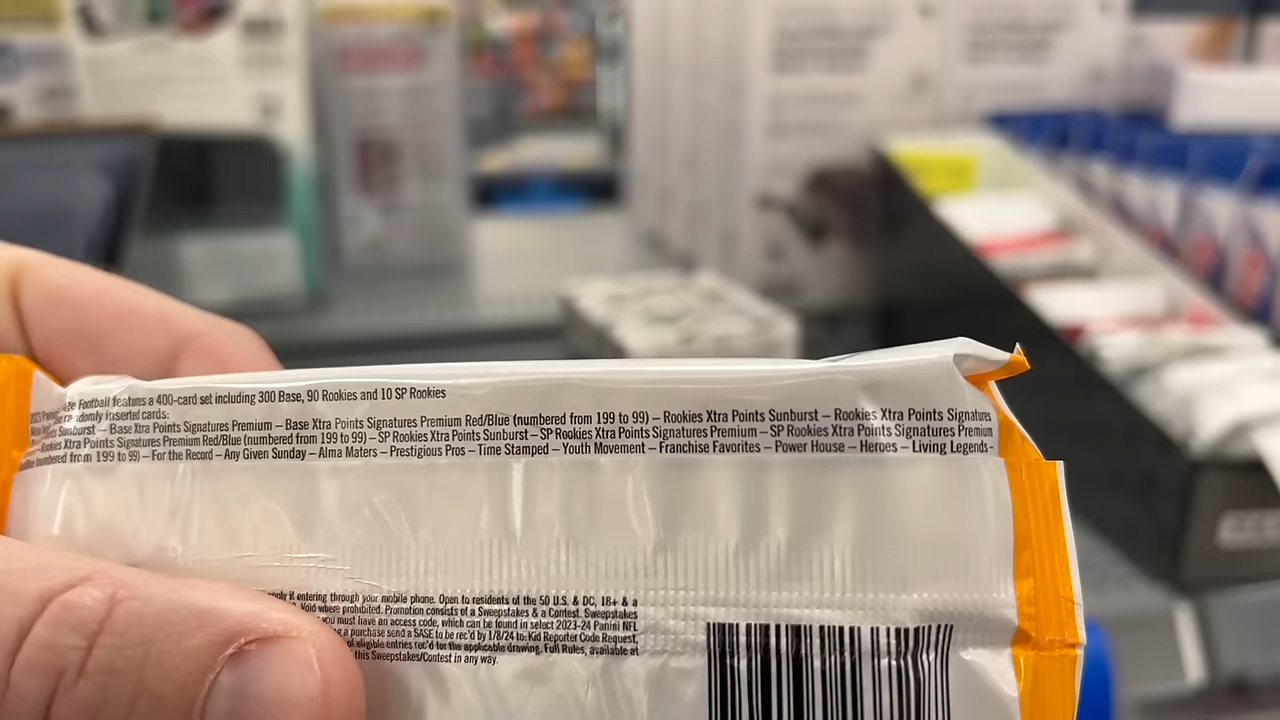 Football features a 400-card set including 300 Base, 90 Rookies and 10 SP Rookies
randomly inserted cards:
Sunburst – Base Xtra Points Signatures Premium – Base Xtra Points Signatures Premium Red/Blue (numbered from 199 to 99) – Rookies Xtra Points Sunburst – Rookies Xtra Points Signatures
Xtra Points Signatures Premium Red/Blue (numbered from 199 to 99) – SP Rookies Xtra Points Sunburst – SP Rookies Xtra Points Signatures Premium – SP Rookies Xtra Points Signatures Premium
(numbered from 199 to 99) – For the Record – Any Given Sunday – Alma Maters – Prestigious Pros – Time Stamped – Youth Movement – Franchise Favorites – Power House – Heroes – Living Legends-
if entering through your mobile phone. Open to residents of the 50 U.S. & DC, 18+ & a
Void where prohibited. Promotion consists of a Sweepstakes & a Contest. Sweepstakes
you must have an access code, which can be found in select 2023-24 Panini NFL
a purchase send a SASE to be rec'd by 1/8/24 to: Kid Reporter Code Request,
of eligible entries rec'd for the applicable drawing. Full Rules, available at
this Sweepstakes/Contest in any way.